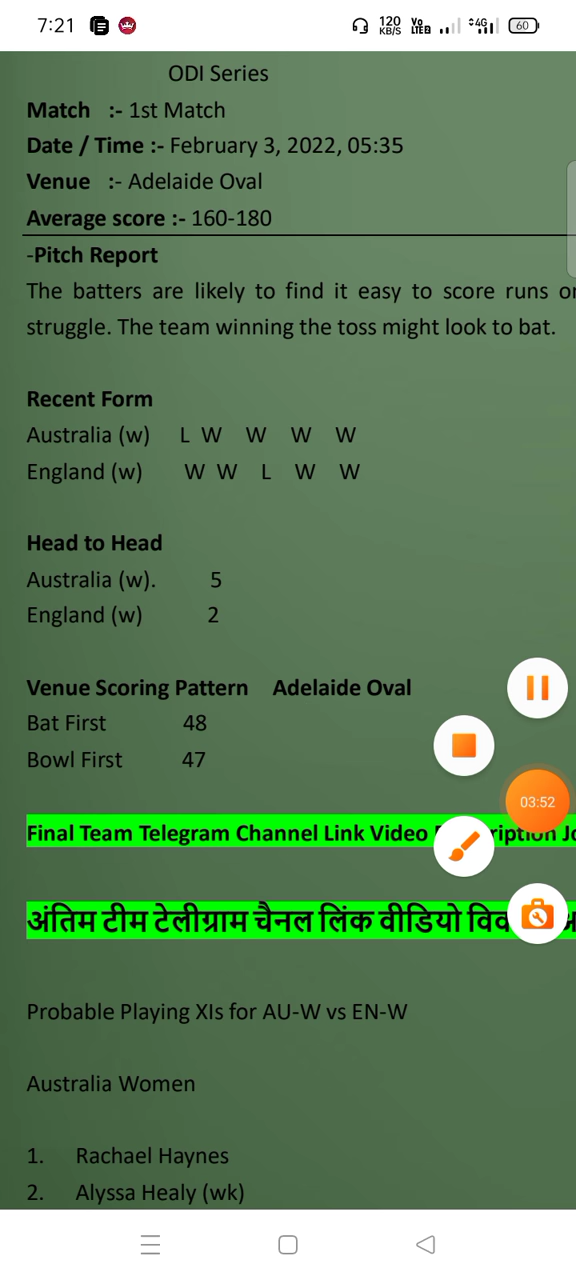 7:21
120
KB/S
Vo
LTE2
4G
60
ODI Series
Match :- 1st Match
Date / Time :- February 3, 2022, 05:35
Venue :- Adelaide Oval
Average score :- 160-180
-Pitch Report
The batters are likely to find it easy to score runs
struggle. The team winning the toss might look to bat.
Recent Form
Australia (w) L W W W W
England (w) W W L W W
Head to Head
Australia (w). 5
England (w) 2
Venue Scoring Pattern Adelaide Oval
Bat First 48
Bowl First 47
03:52
Final Team Telegram Channel Link Video
अंतिम टीम टेलीग्राम चैनल लिंक वीडियो
Probable Playing XIs for AU-W vs EN-W
Australia Women
1. Rachael Haynes
2. Alyssa Healy (wk)